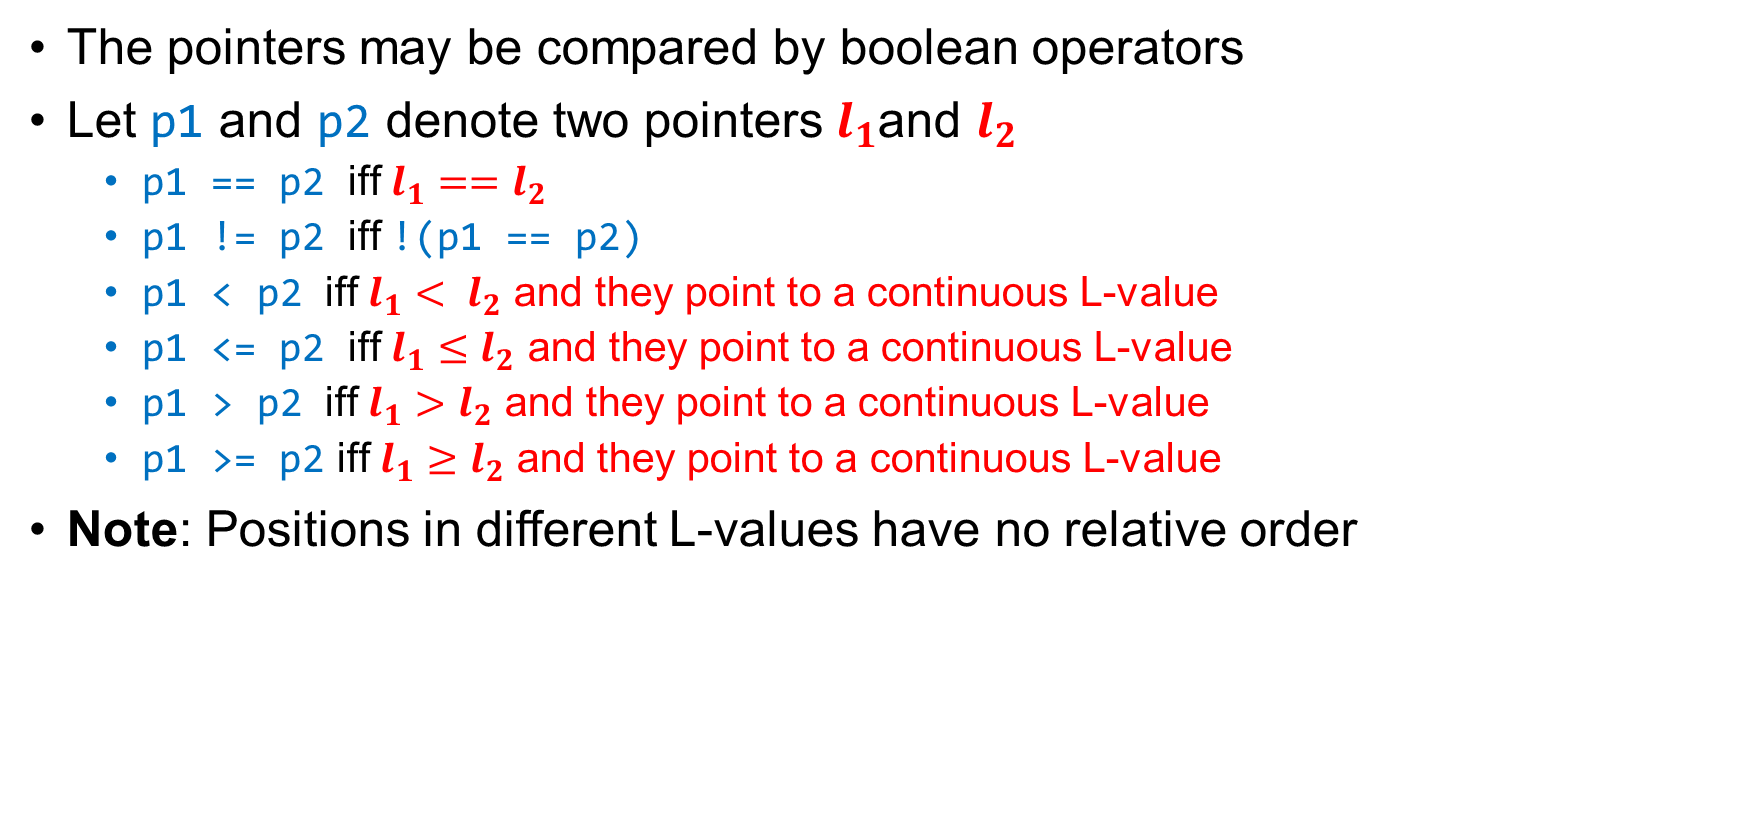 • The pointers may be compared by boolean operators
• Let p1 and p2 denote two pointers l₁and l₂
• p1 == p2 iff l₁ == l₂
• p1 != p2 iff !(p1 == p2)
• p1 < p2 iff l₁ < l₂ and they point to a continuous L-value
• p1 <= p2 iff l₁ ≤ l₂ and they point to a continuous L-value
• p1 > p2 iff l₁ > l₂ and they point to a continuous L-value
• p1 >= p2 iff l₁ ≥ l₂ and they point to a continuous L-value
• Note: Positions in different L-values have no relative order